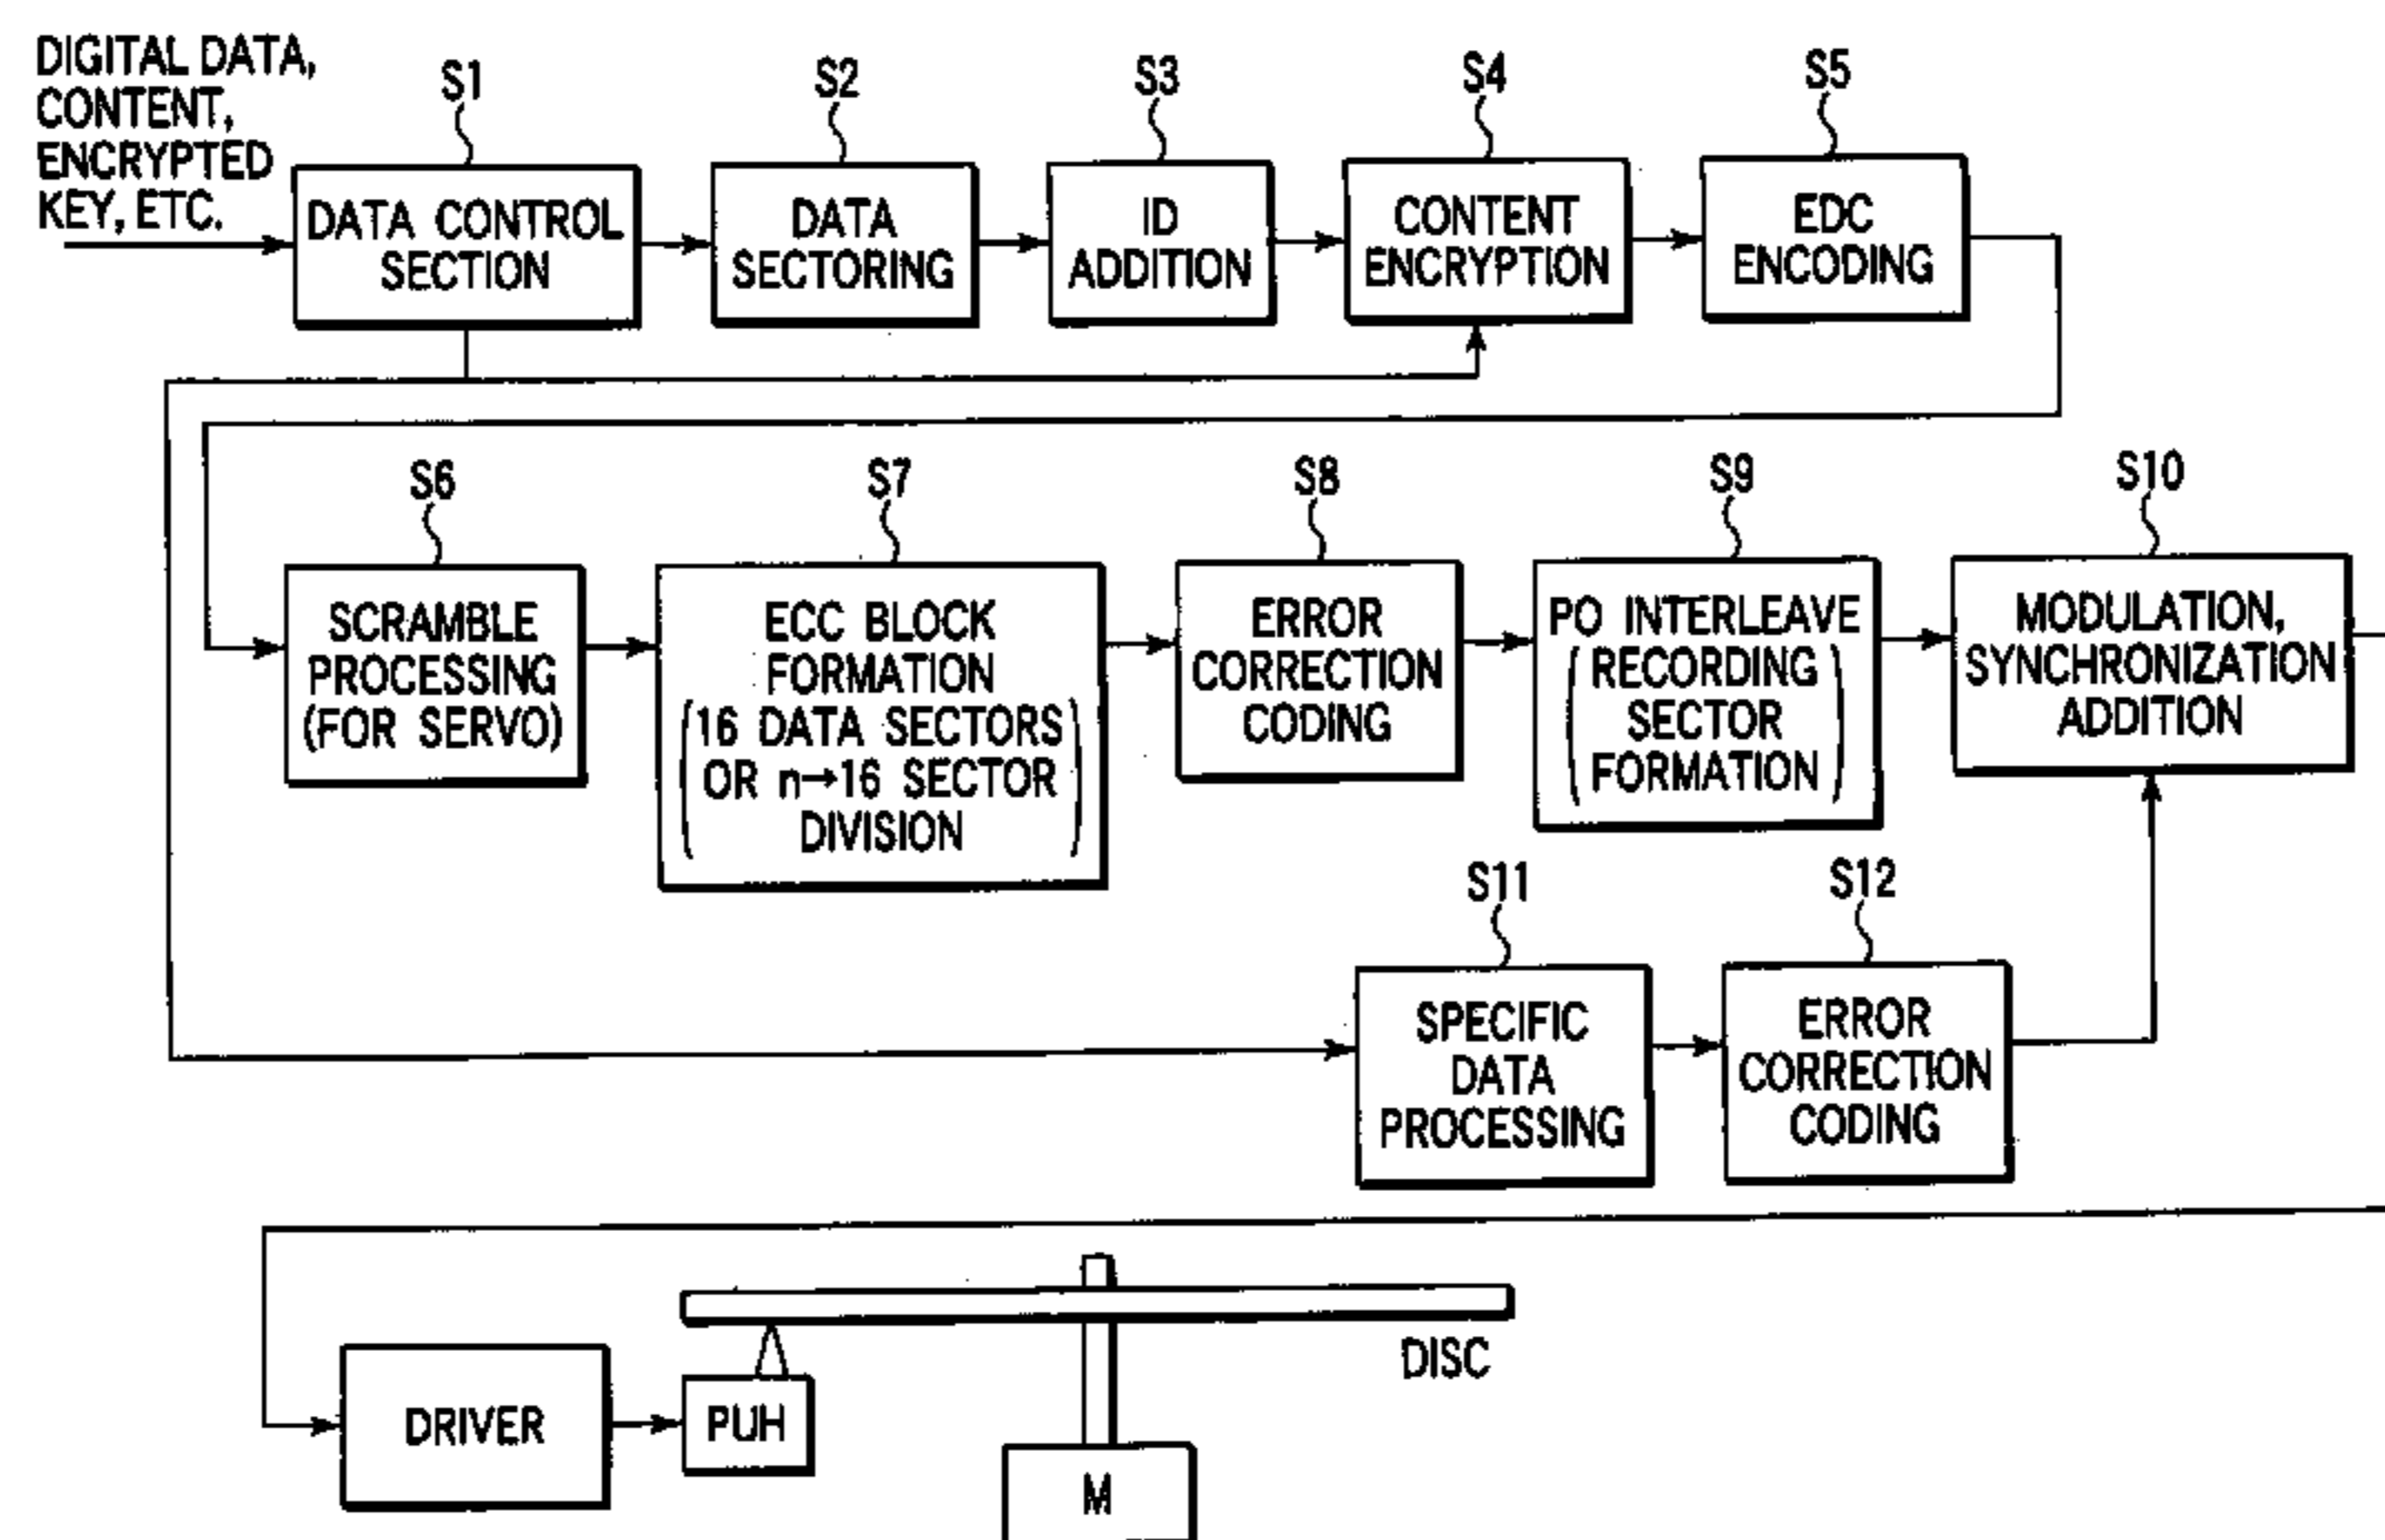 DIGITAL DATA,
CONTENT,
ENCRYPTED
KEY, ETC.
S1
DATA CONTROL
SECTION
S2
DATA
SECTORING
S3
ID
ADDITION
S4
CONTENT
ENCRYPTION
S5
EDC
ENCODING
S6
SCRAMBLE
PROCESSING
(FOR SERVO)
S7
ECC BLOCK
FORMATION
(16 DATA SECTORS
OR n→16 SECTOR
DIVISION)
S8
ERROR
CORRECTION
CODING
S9
PO INTERLEAVE
(RECORDING
SECTOR
FORMATION)
S10
MODULATION,
SYNCHRONIZATION
ADDITION
S11
SPECIFIC
DATA
PROCESSING
S12
ERROR
CORRECTION
CODING
DRIVER
PUH
DISC
M